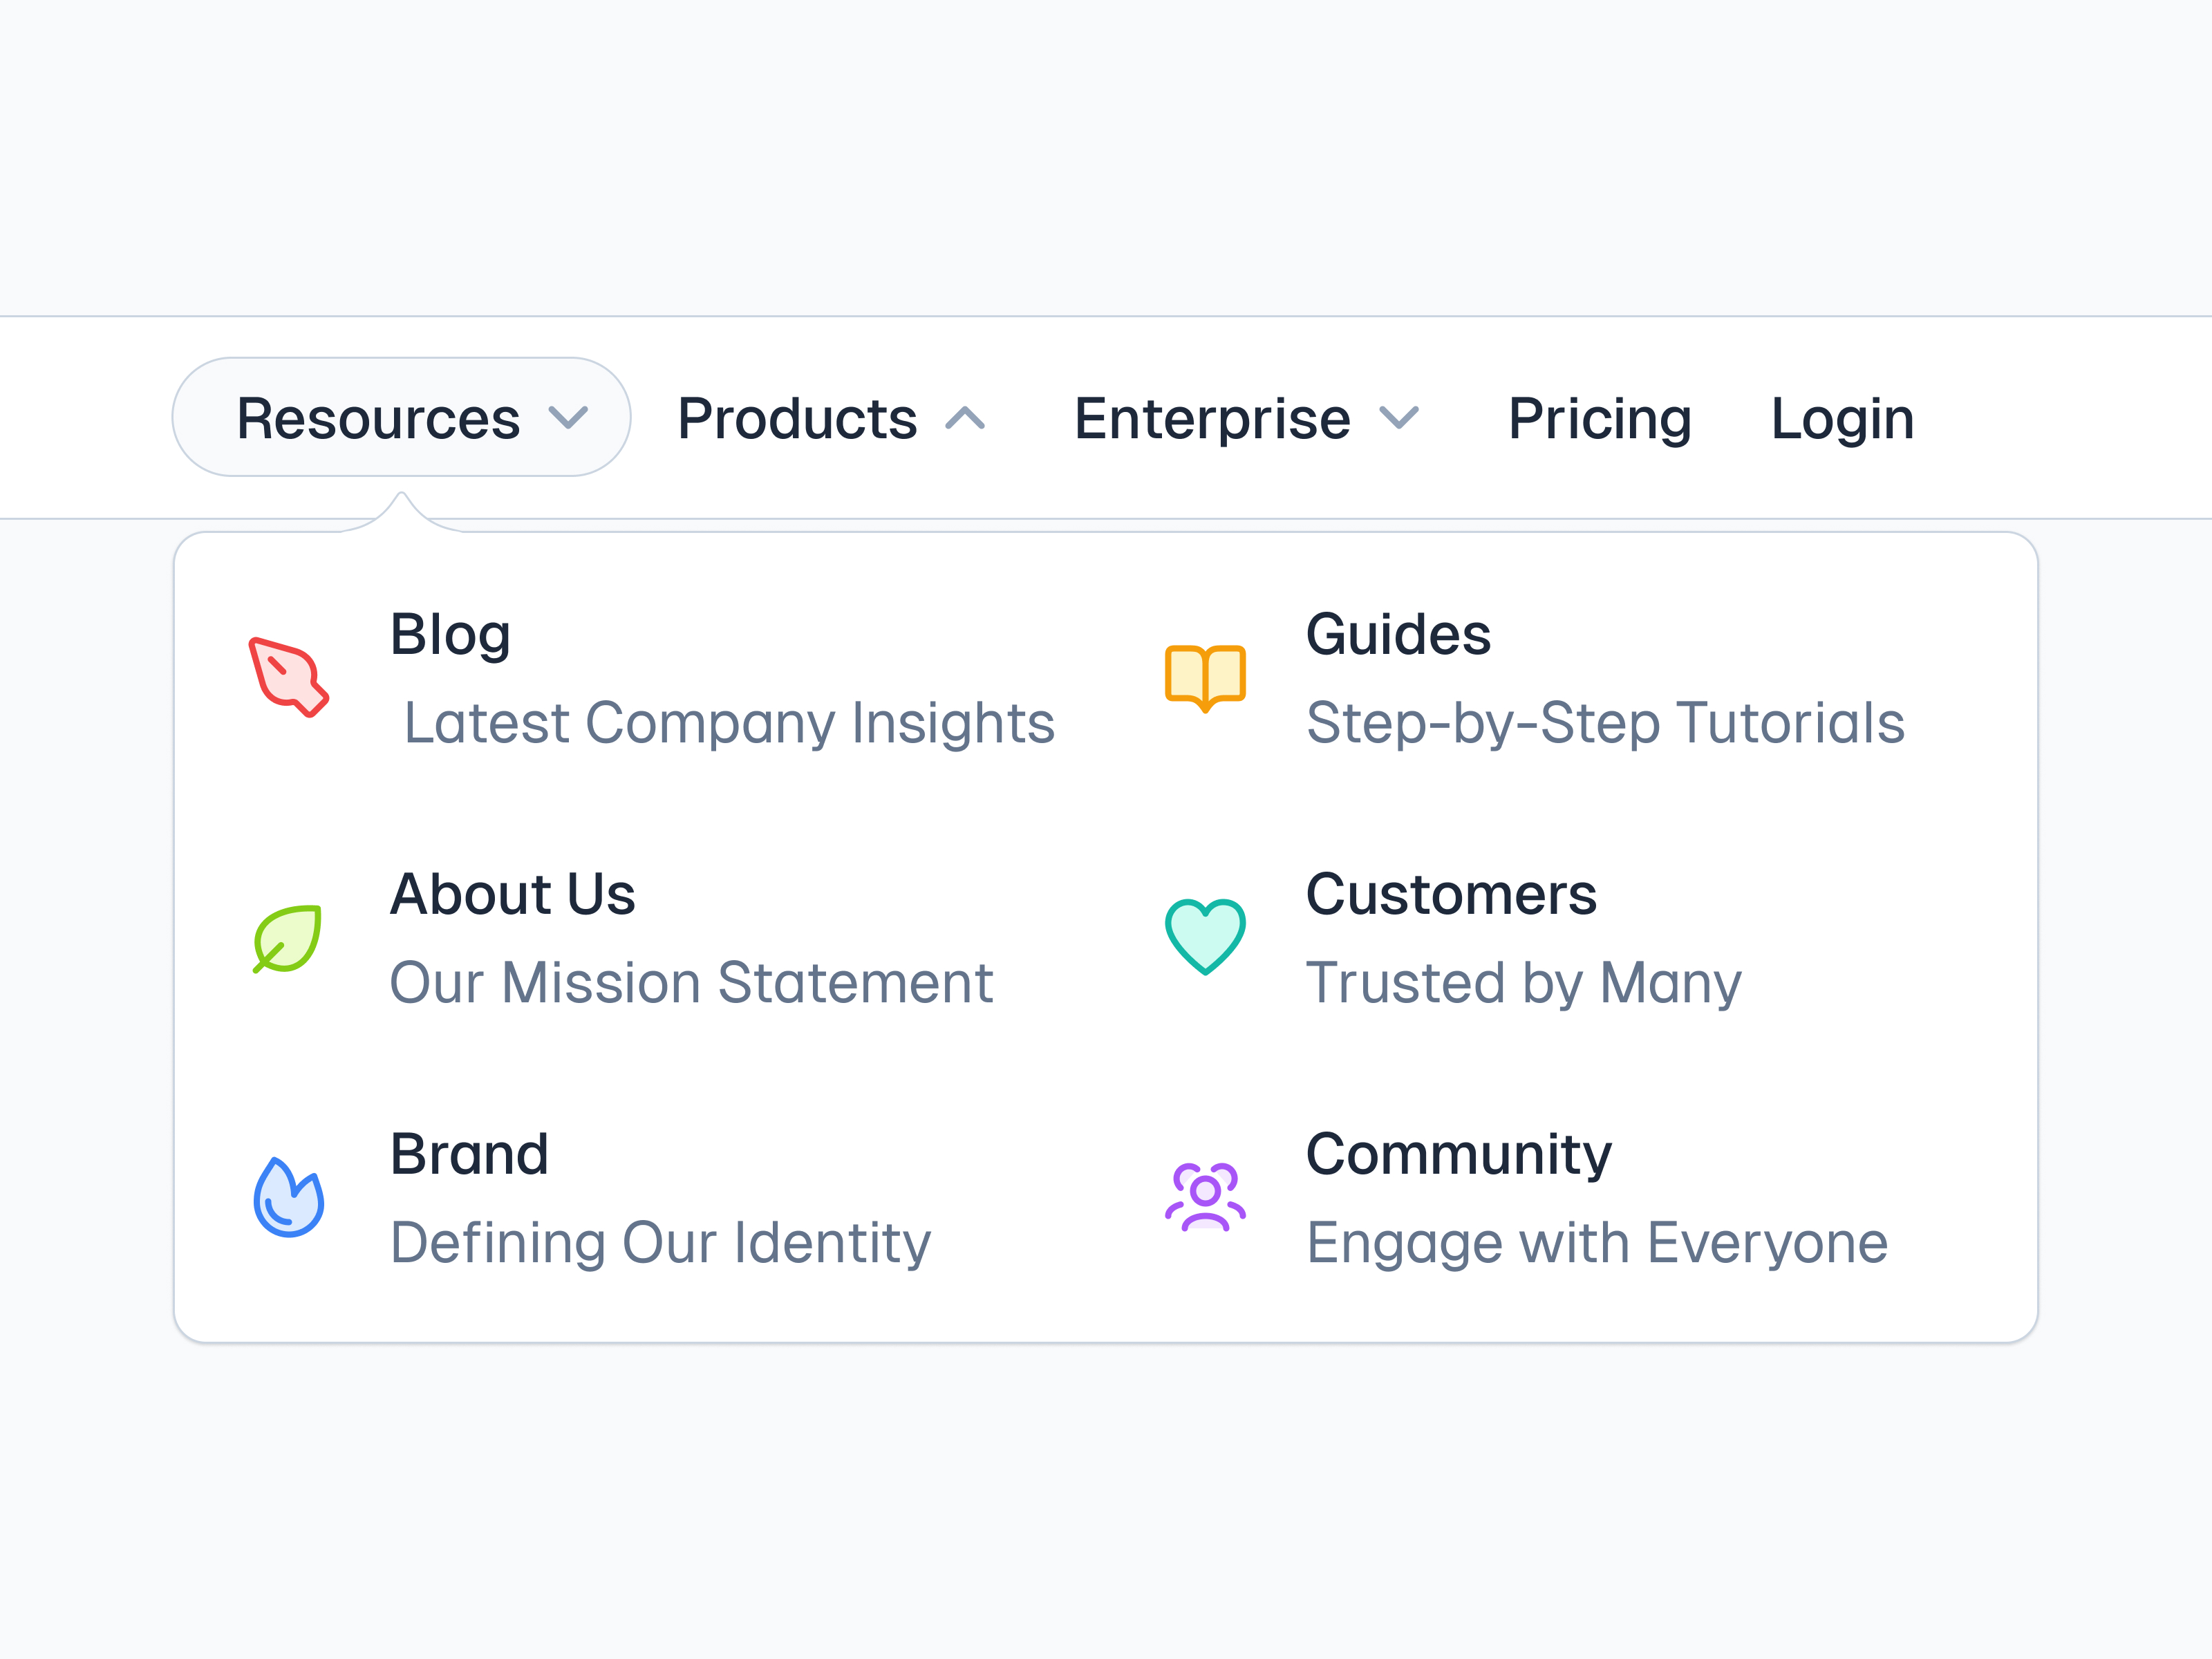 Resources Products Enterprise Pricing Login
Blog
Latest Company Insights
Guides
Step-by-Step Tutorials
About Us
Our Mission Statement
Customers
Trusted by Many
Brand
Defining Our Identity
Community
Engage with Everyone